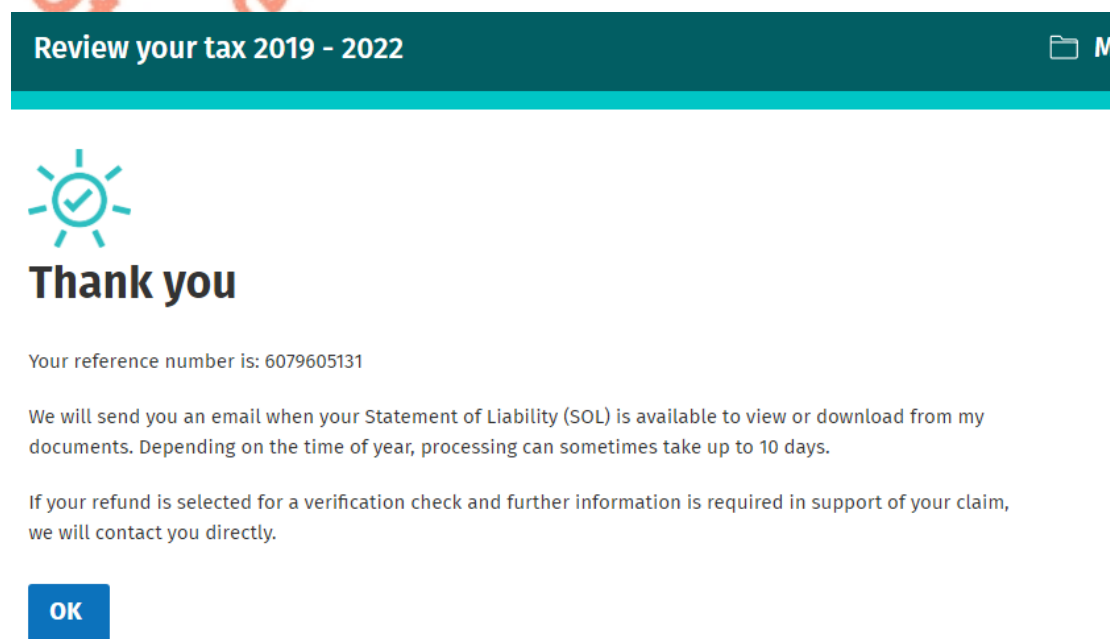 Review your tax 2019 - 2022
M
Thank you
Your reference number is: 6079605131
We will send you an email when your Statement of Liability (SOL) is available to view or download from my
documents. Depending on the time of year, processing can sometimes take up to 10 days.
If your refund is selected for a verification check and further information is required in support of your claim,
we will contact you directly.
OK